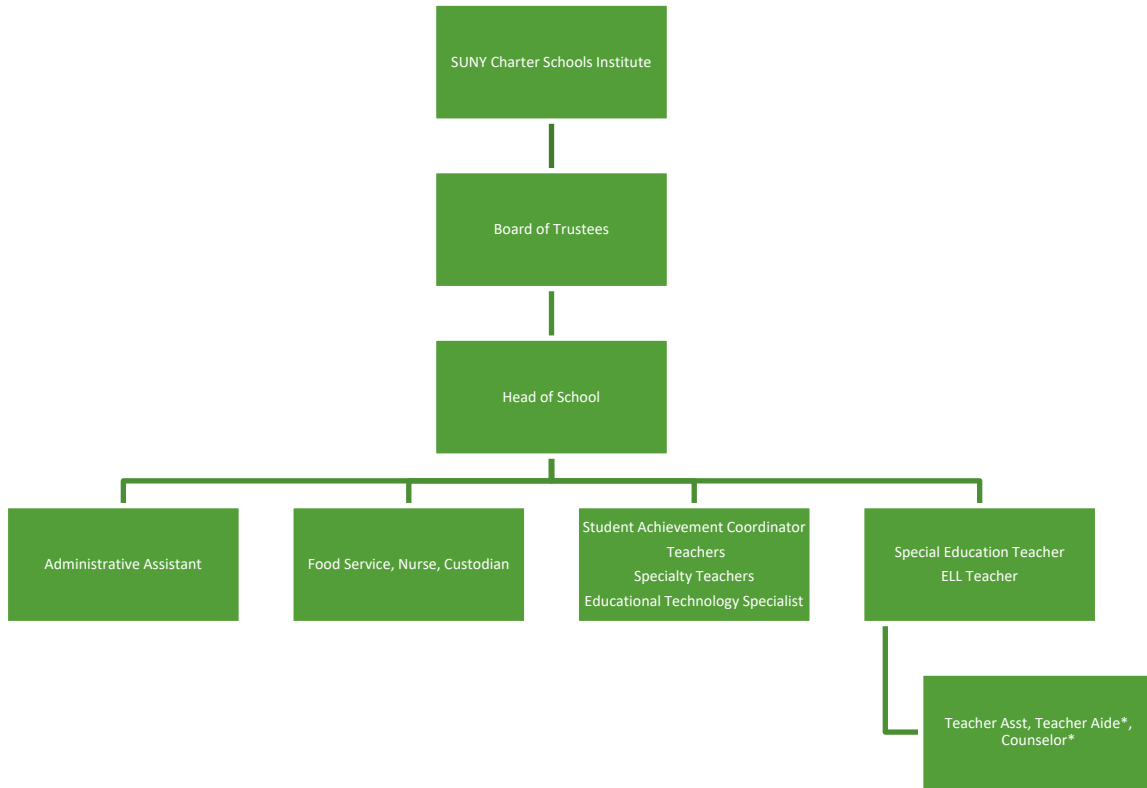 SUNY Charter Schools Institute
Board of Trustees
Head of School
Administrative Assistant
Food Service, Nurse, Custodian
Student Achievement Coordinator
Teachers
Specialty Teachers
Educational Technology Specialist
Special Education Teacher
ELL Teacher
Teacher Asst, Teacher Aide*,
Counselor*